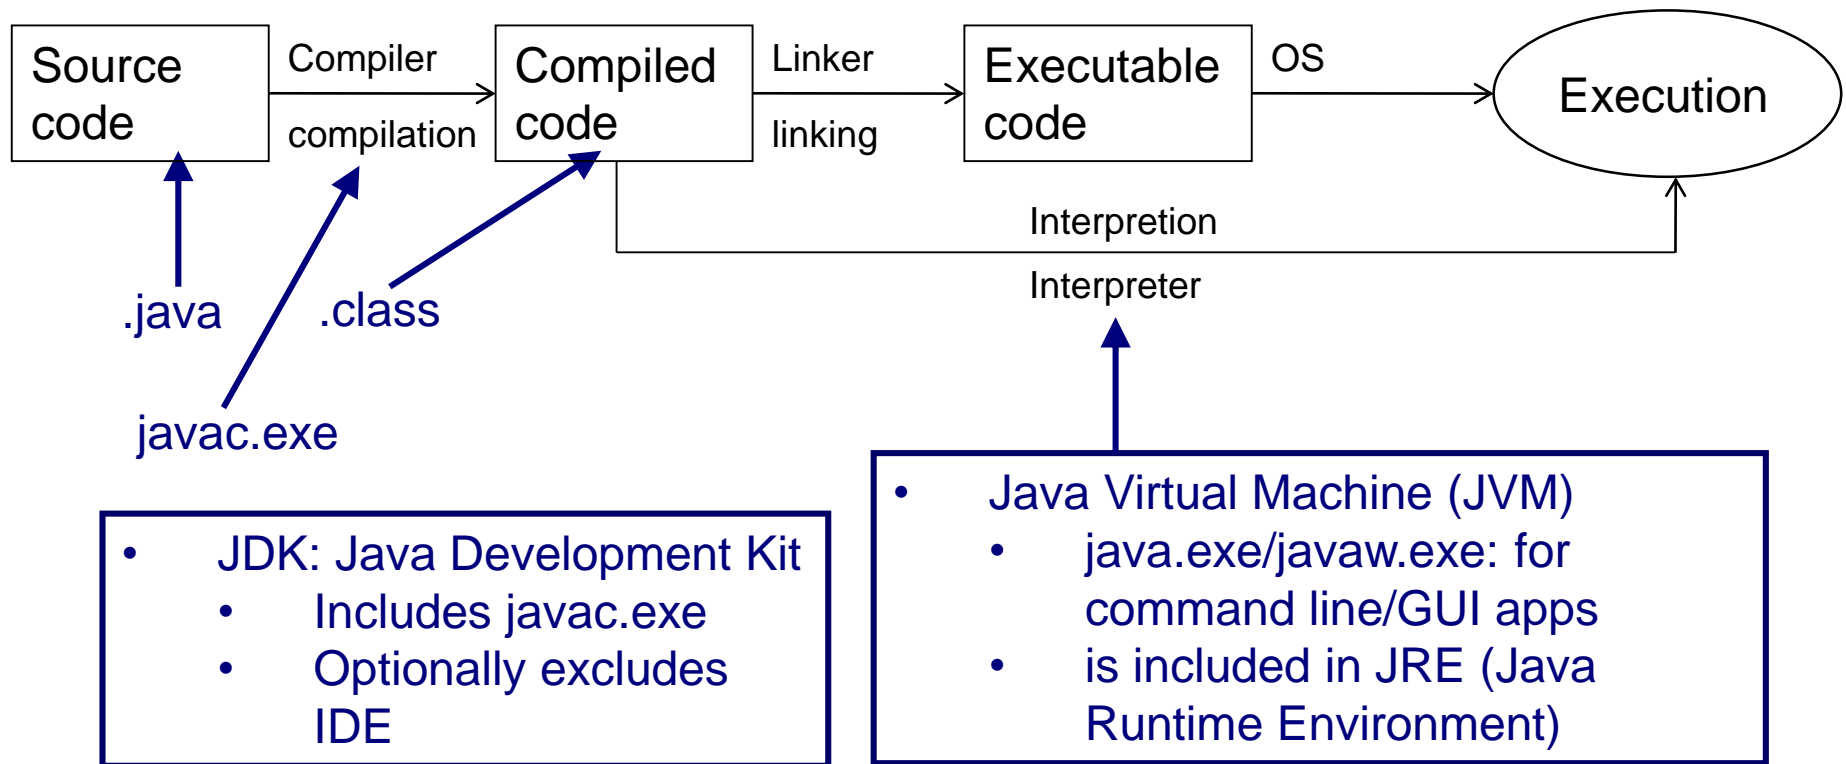 Source
code
Compiler
compilation
Compiled
code
Linker
linking
Executable
code
OS
Execution
Interpretion
Interpreter
.java
.class
javac.exe
• JDK: Java Development Kit
• Includes javac.exe
• Optionally excludes
IDE
• Java Virtual Machine (JVM)
• java.exe/javaw.exe: for
command line/GUI apps
• is included in JRE (Java
Runtime Environment)